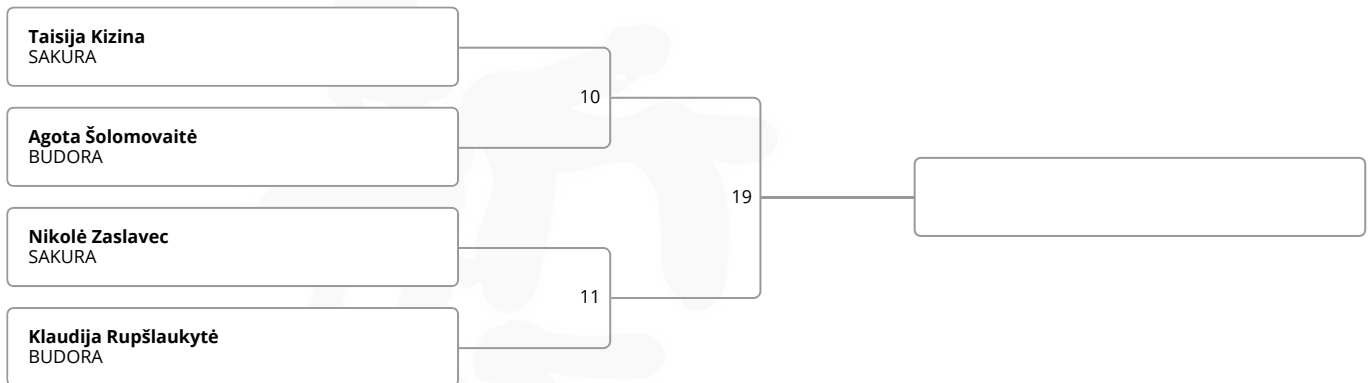 Taisija Kizina
SAKURA
10
Agota Šolomovaitė
BUDORA
19
Nikolė Zaslavec
SAKURA
11
Klaudija Rupšlaukytė
BUDORA